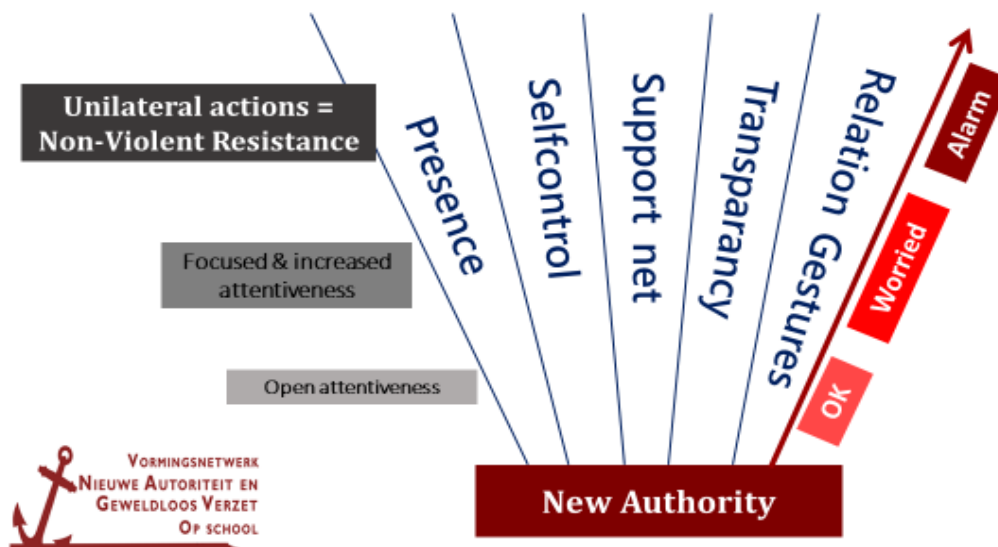 Unilateral actions =
Non-Violent Resistance
Focused & increased
attentiveness
Open attentiveness
Presence
Selfcontrol
Support net
Transparancy
Relation Gestures
Alarm
Worried
OK
New Authority
VORMINGSNETWERK
NIEUWE AUTORITEIT EN
GEWELDLOOS VERZET
OP SCHOOL